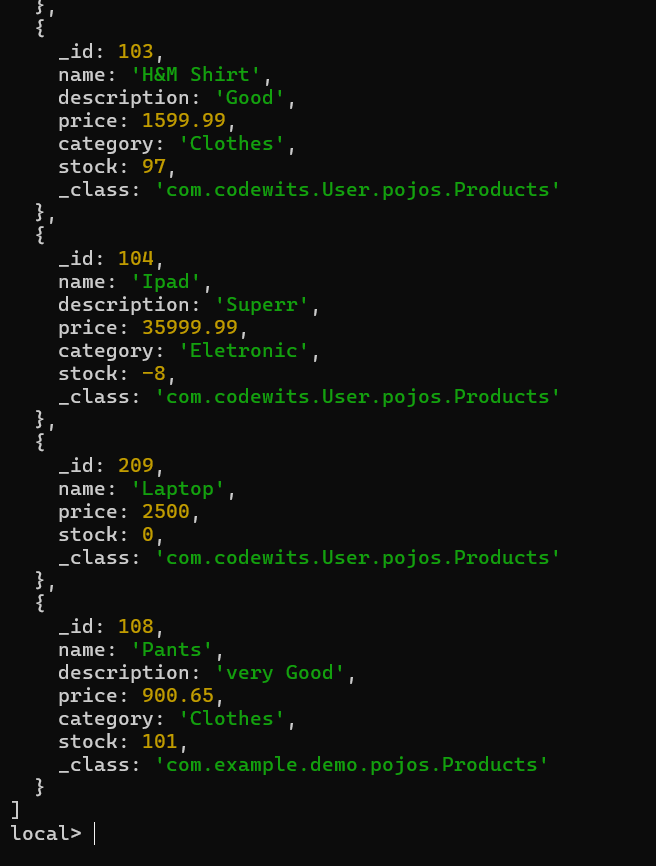 },
{
_id: 103,
name: 'H&M Shirt',
description: 'Good',
price: 1599.99,
category: 'Clothes',
stock: 97,
_class: 'com.codewits.User.pojos.Products'
},
{
_id: 104,
name: 'Ipad',
description: 'Superr',
price: 35999.99,
category: 'Eletronic',
stock: -8,
_class: 'com.codewits.User.pojos.Products'
},
{
_id: 209,
name: 'Laptop',
price: 2500,
stock: 0,
_class: 'com.codewits.User.pojos.Products'
},
{
_id: 108,
name: 'Pants',
description: 'very Good',
price: 900.65,
category: 'Clothes',
stock: 101,
_class: 'com.example.demo.pojos.Products'
}
]
local>